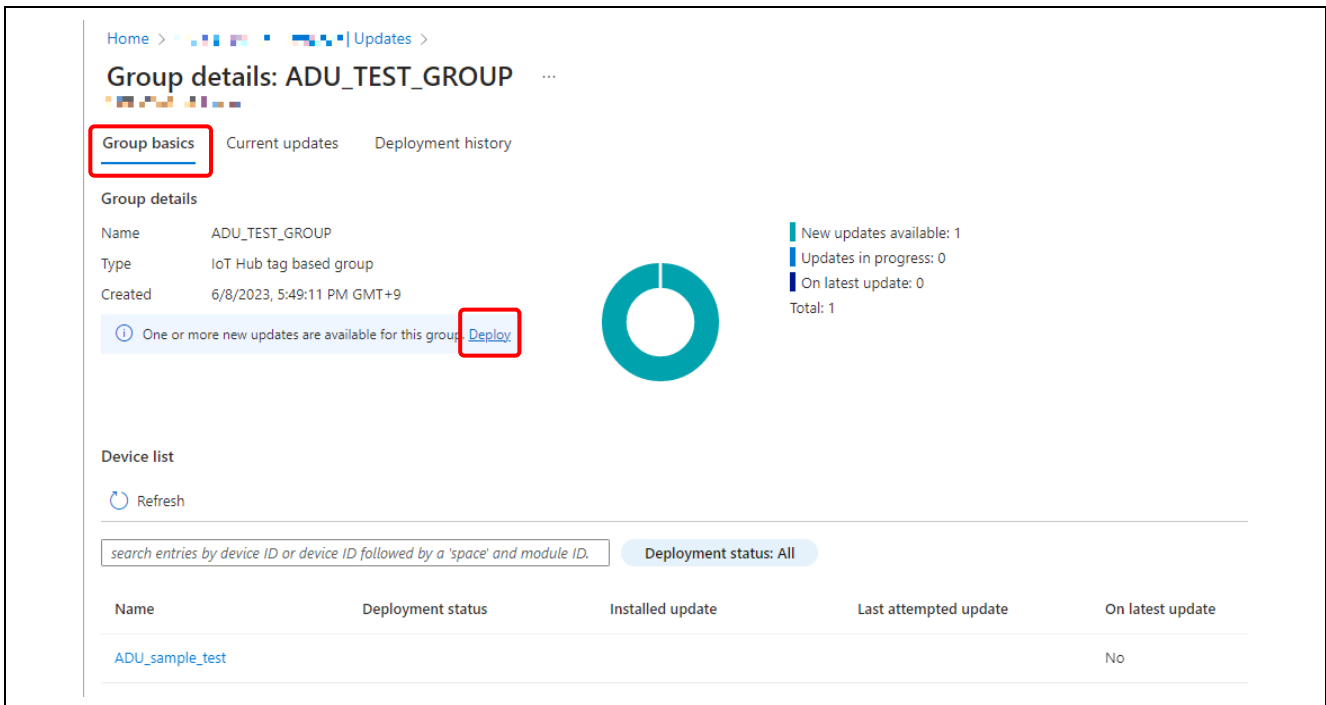 Home > | Updates >
Group details: ADU_TEST_GROUP ...
Group basics Current updates Deployment history
Group details
Name ADU_TEST_GROUP
Type IoT Hub tag based group
Created 6/8/2023, 5:49:11 PM GMT+9
One or more new updates are available for this group. Deploy
New updates available: 1
Updates in progress: 0
On latest update: 0
Total: 1
Device list
Refresh
search entries by device ID or device ID followed by a 'space' and module ID.
Deployment status: All
Name Deployment status Installed update Last attempted update On latest update
ADU_sample_test No